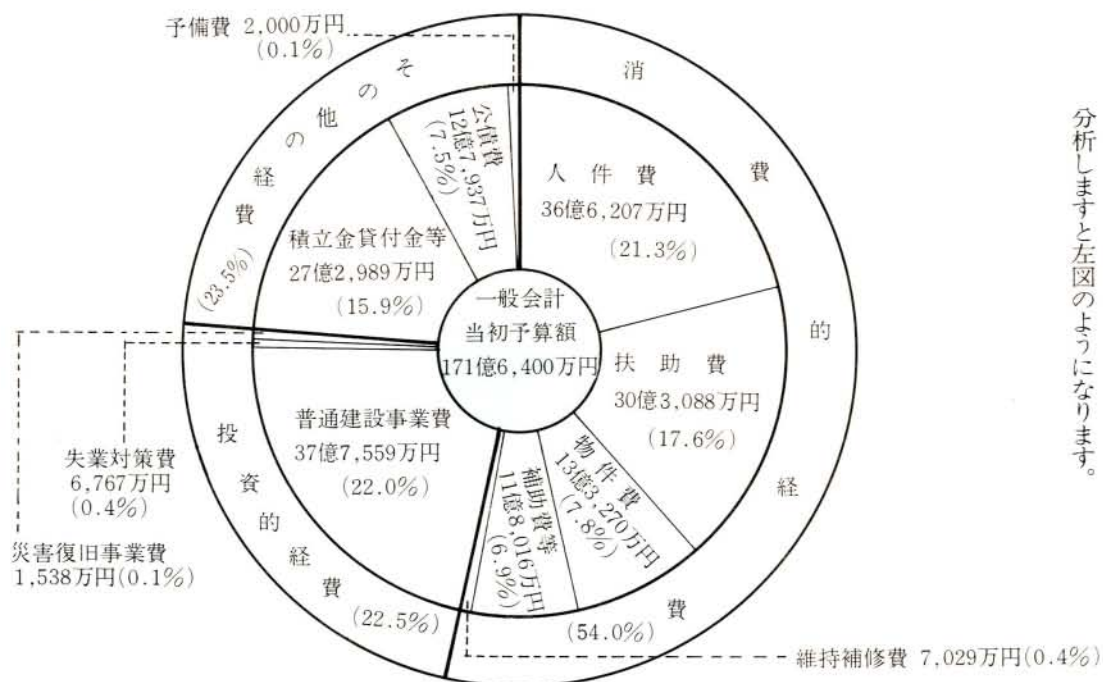 分析しますと左図のようになります。
一般会計
当初予算額
171億6,400万円
消費的経費
(54.0%)
人件費
36億6,207万円
(21.3%)
扶助費
30億3,088万円
(17.6%)
物件費
13億3,270万円
(7.8%)
補助費等
11億8,016万円
(6.9%)
維持補修費 7,029万円(0.4%)
投資的経費
(22.5%)
普通建設事業費
37億7,559万円
(22.0%)
失業対策費
6,767万円
(0.4%)
災害復旧事業費
1,538万円(0.1%)
その他の経費
(23.5%)
積立金貸付金等
27億2,989万円
(15.9%)
公債費
12億7,937万円
(7.5%)
予備費 2,000万円
(0.1%)